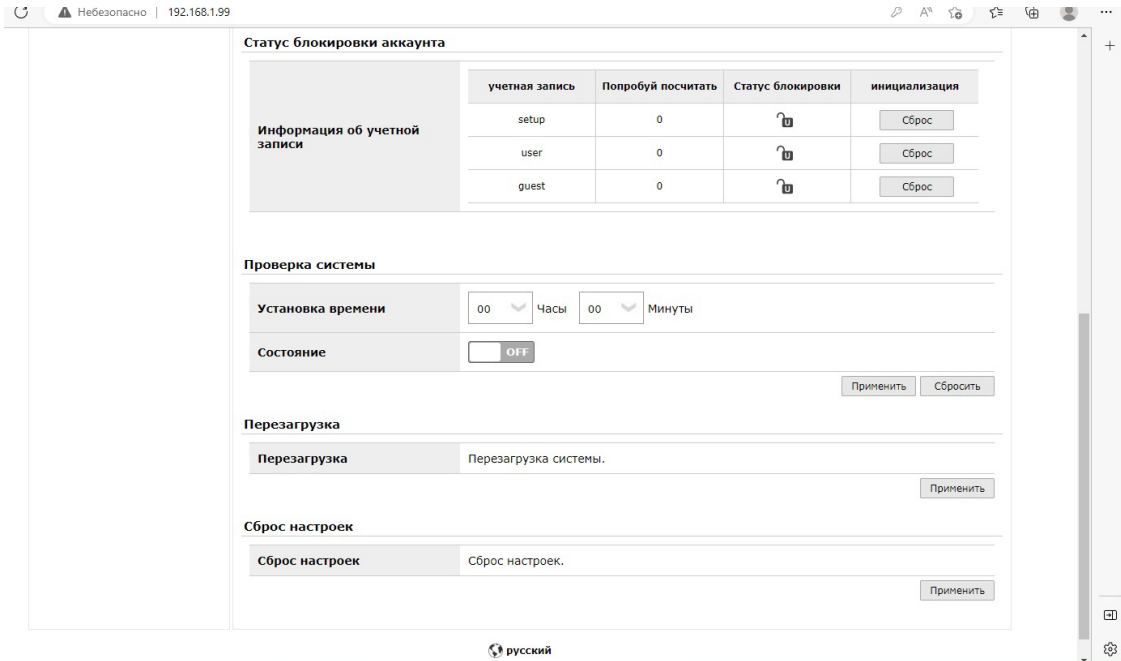 Небезопасно | 192.168.1.99
Статус блокировки аккаунта
учетная запись Попробуй посчитать Статус блокировки инициализация
Информация об учетной записи
setup 0 U Сброс
user 0 U Сброс
guest 0 U Сброс
Проверка системы
Установка времени 00 Часы 00 Минуты
Состояние OFF
Применить Сбросить
Перезагрузка
Перезагрузка Перезагрузка системы.
Применить
Сброс настроек
Сброс настроек Сброс настроек.
Применить
русский